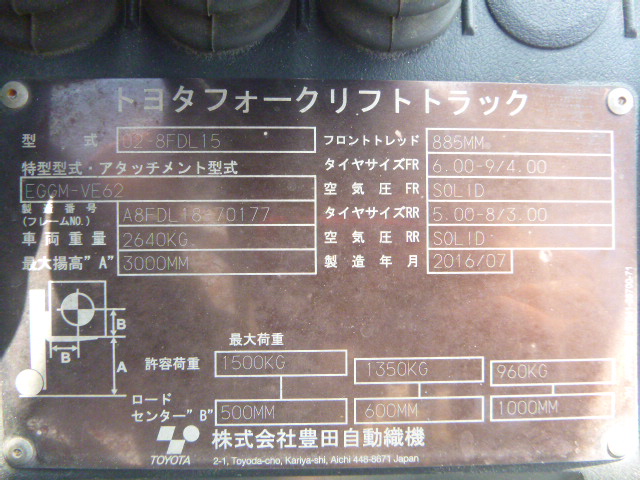 トヨタフォークリフトトラック
型 式 02-8FDL15 フロントトレッド 885MM
特型型式・アタッチメント型式 タイヤサイズFR 6.00-9/4.00
EGGM-VE62 空気圧FR SOLID
製造番号 (フレームNO.) A8FDL18-70177 タイヤサイズRR 5.00-8/3.00
車両重量 2640KG 空気圧RR SOLID
最大揚高"A" 3000MM 製造年月 2016/07
B
B
A
最大荷重
許容荷重 1500KG 1350KG 960KG
ロード
センター"B" 500MM 600MM 1000MM
TOYOTA 株式会社豊田自動織機
2-1, Toyoda-cho, Kariya-shi, Aichi 448-8671 Japan